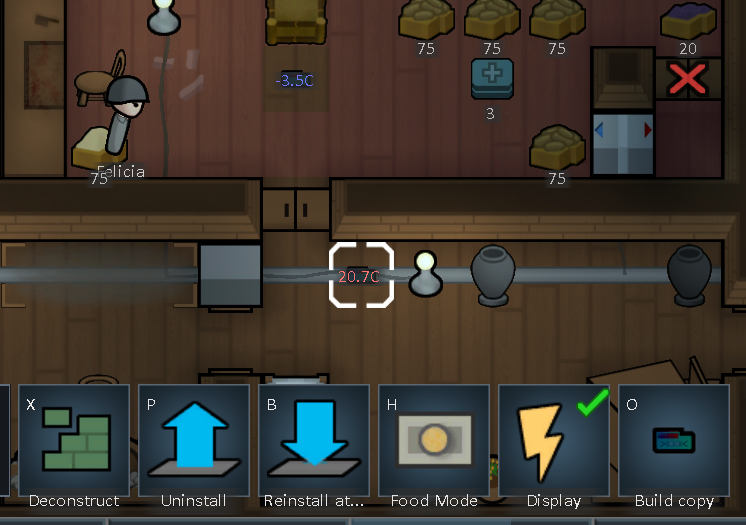 75 75 75 20
-3.5C
3
Felicia
75
75
20.7C
X P B H O
Deconstruct Uninstall Reinstall at... Food Mode Display Build copy